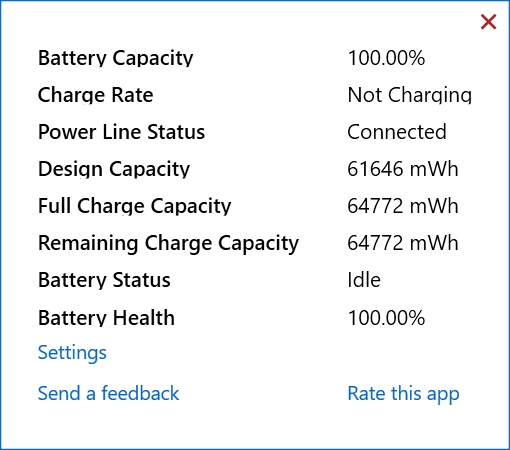 Battery Capacity 100.00%
Charge Rate Not Charging
Power Line Status Connected
Design Capacity 61646 mWh
Full Charge Capacity 64772 mWh
Remaining Charge Capacity 64772 mWh
Battery Status Idle
Battery Health 100.00%
Settings
Send a feedback Rate this app